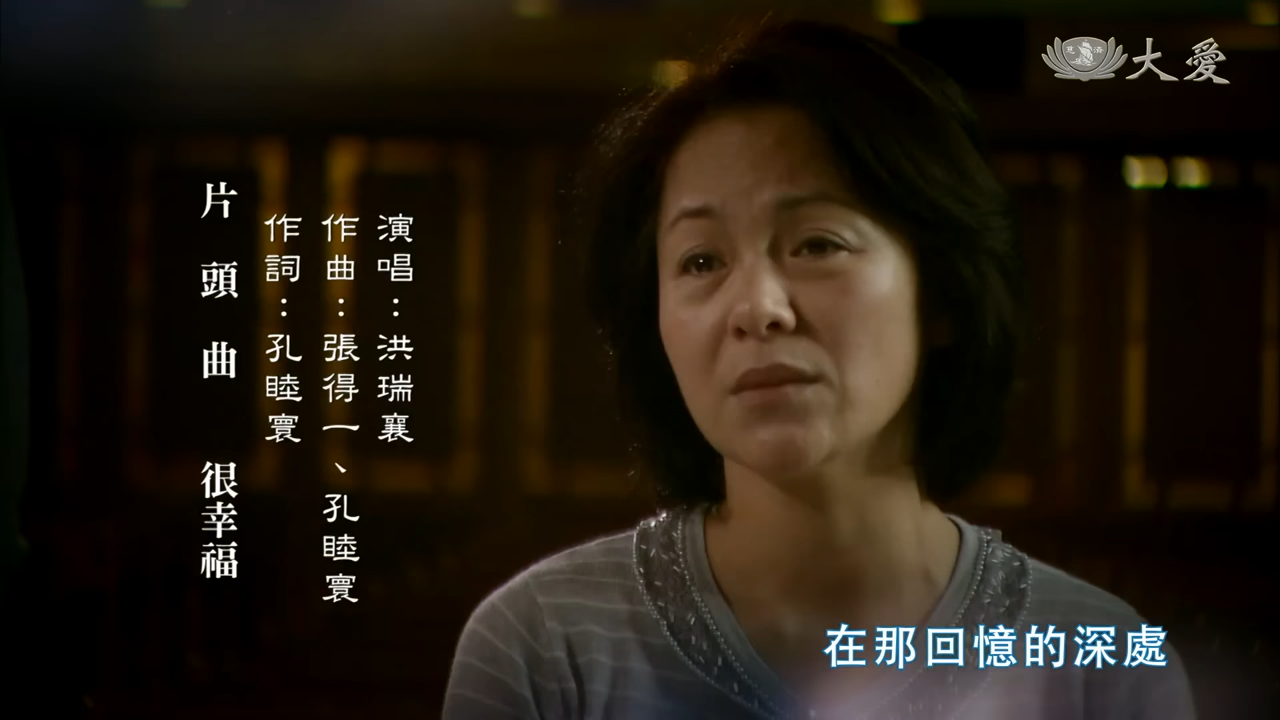 大愛
片頭曲 很幸福
作詞：孔睦寰
作曲：張得一、孔睦寰
演唱：洪瑞襄
在那回憶的深處